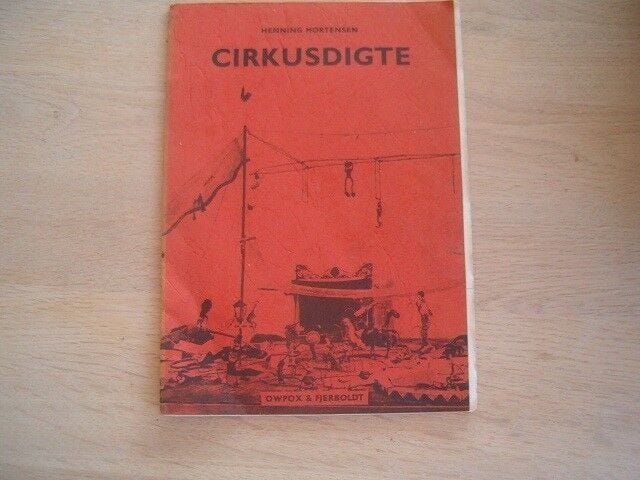 HENNING MORTENSEN
CIRKUSDIGTE
OWPOX & FJERBOLDT